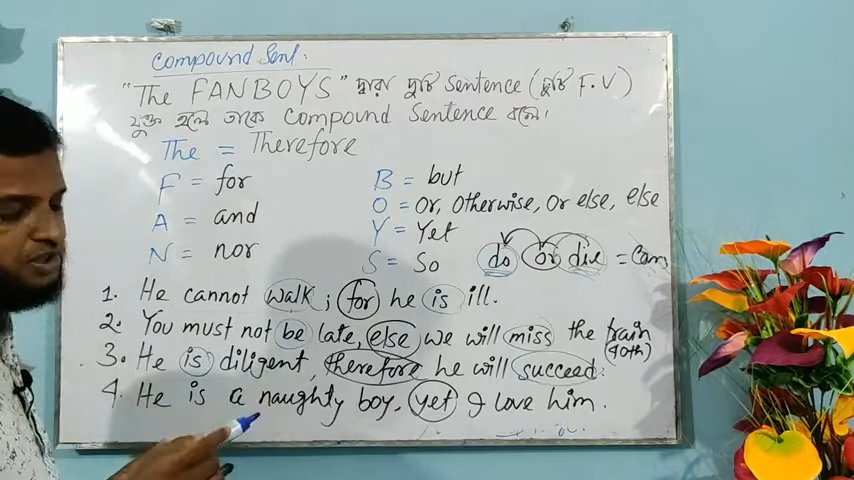 Compound Sent.
"The FANBOYS" দ্বারা দুটি Sentence (দুটি F.V)
যুক্ত হলে তাকে Compound Sentence বলে।
The = Therefore
F = for
A = and
N = nor
B = but
O = Or, Otherwise, Or else, else
Y = Yet
S = So
do or die = Com
1. He cannot walk; for he is ill.
2. You must not be late, else we will miss the train
(40th)
3. He is diligent, therefore he will succeed.
4. He is a naughty boy, yet I love him.